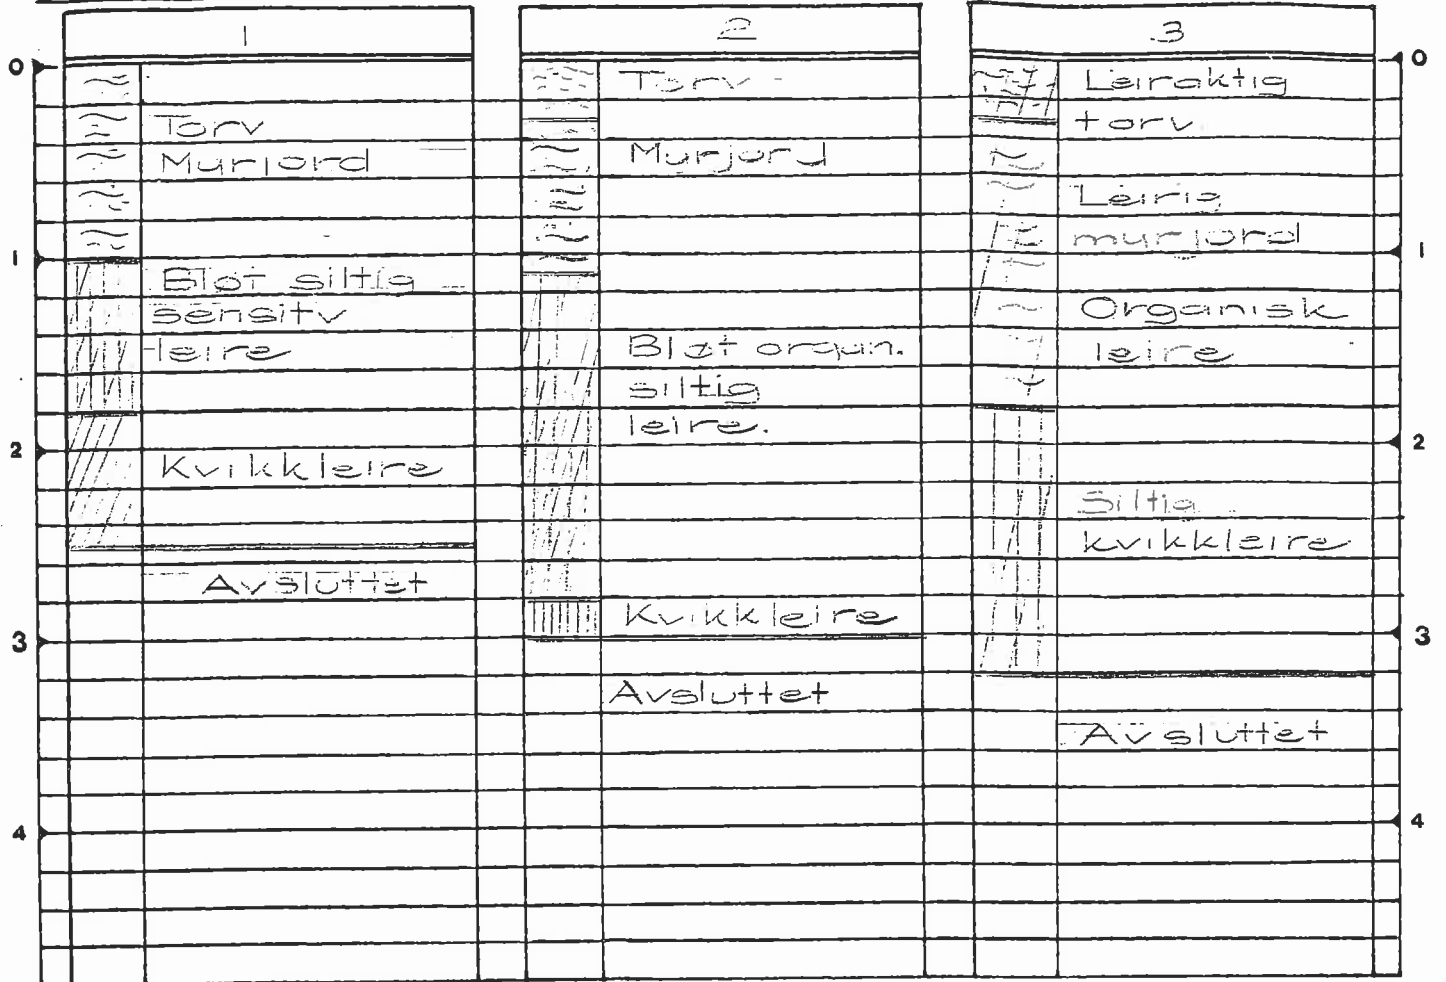 1
Torv
Murjord
Bløt siltig
sensitv
leire
Kvikkleire
Avsluttet
2
Torv
Murjord
Bløt organ.
siltig
leire.
Kvikkleire
Avsluttet
3
Leiraktig
torv
Leirig
murjord
Organisk
leire
Siltig
kvikkleire
Avsluttet
0
1
2
3
4
0
1
2
3
4